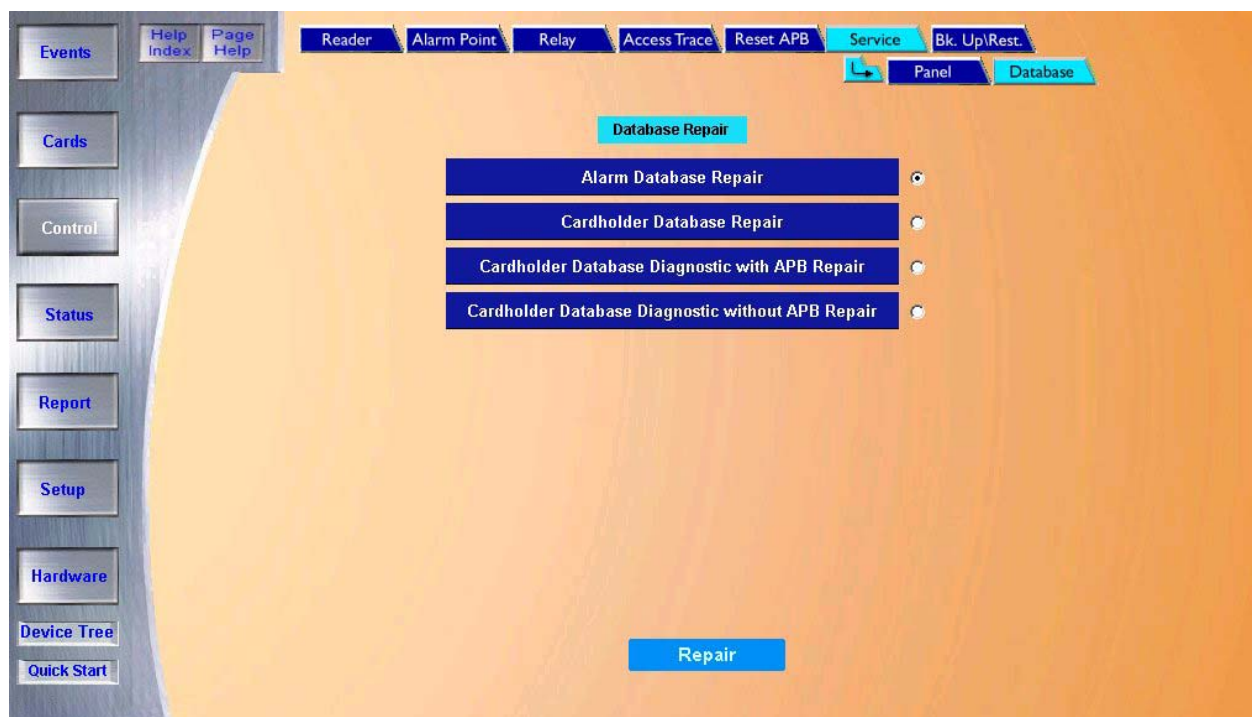 Events
Help Index
Page Help
Reader
Alarm Point
Relay
Access Trace
Reset APB
Service
Bk. Up\Rest.
Panel
Database
Cards
Control
Status
Report
Setup
Hardware
Device Tree
Quick Start
Database Repair
Alarm Database Repair
Cardholder Database Repair
Cardholder Database Diagnostic with APB Repair
Cardholder Database Diagnostic without APB Repair
Repair